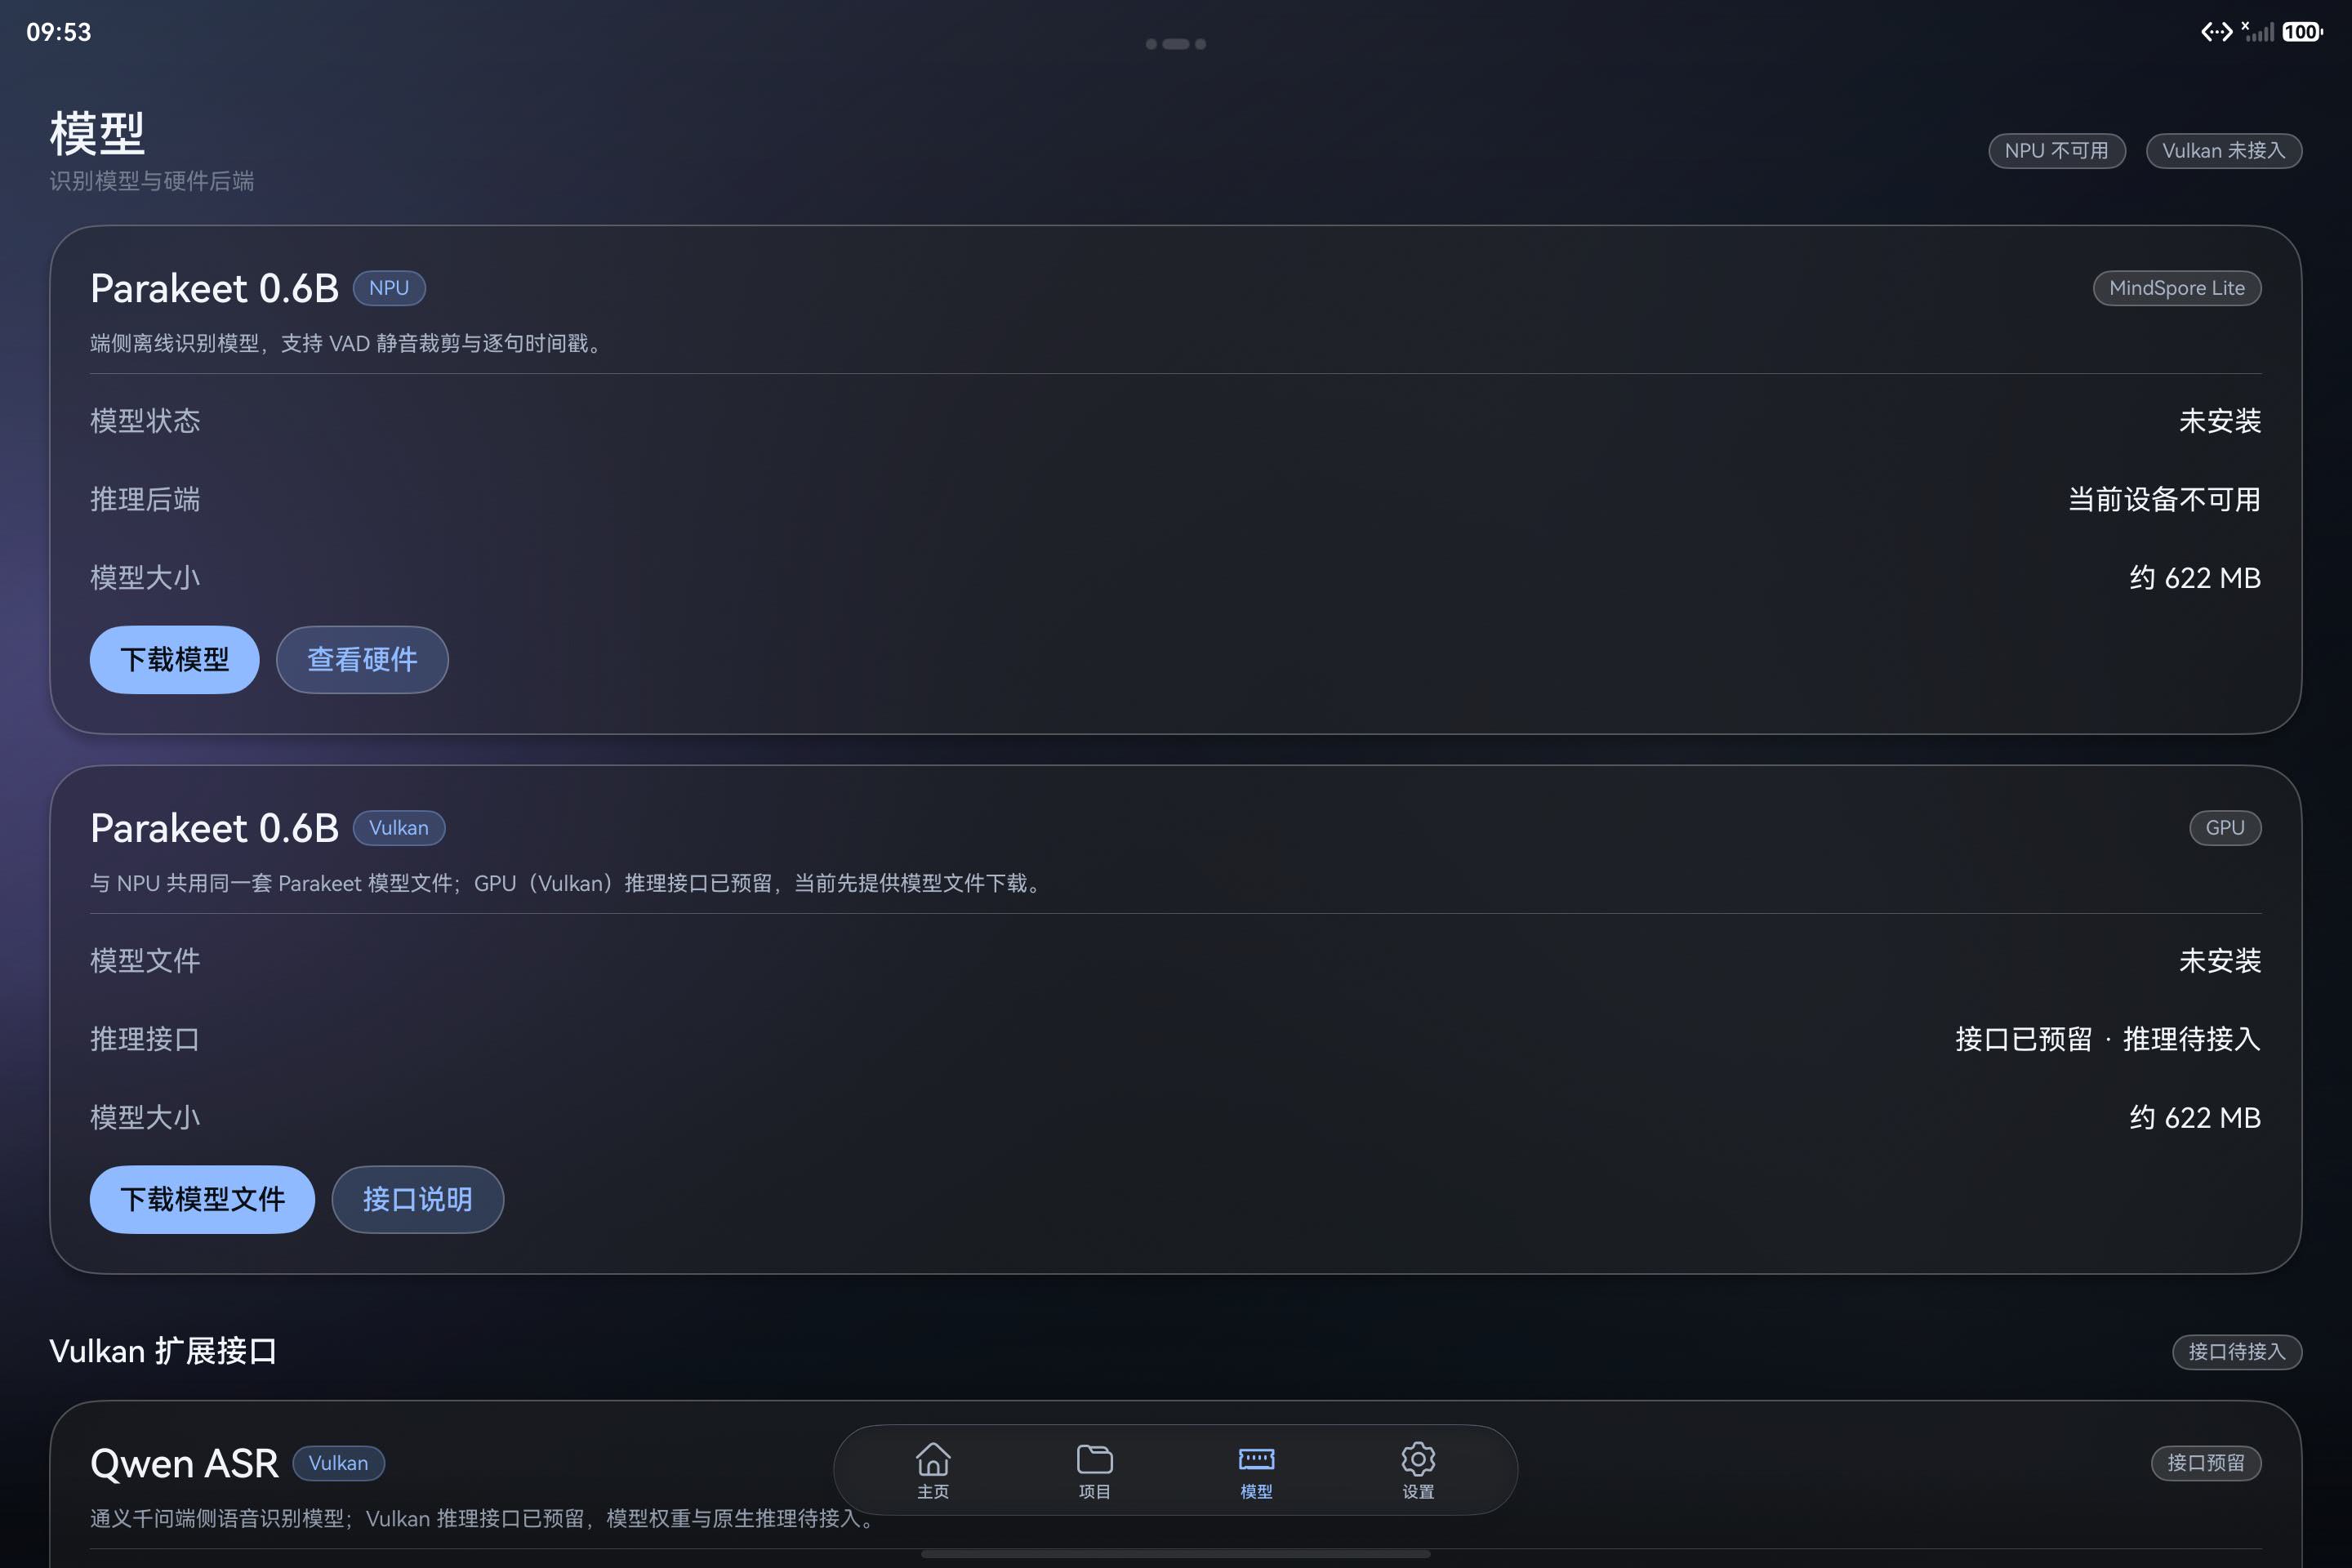 09:53
100
模型
识别模型与硬件后端
NPU 不可用
Vulkan 未接入
Parakeet 0.6B NPU
MindSpore Lite
端侧离线识别模型，支持 VAD 静音裁剪与逐句时间戳。
模型状态 未安装
推理后端 当前设备不可用
模型大小 约 622 MB
下载模型 查看硬件
Parakeet 0.6B Vulkan
GPU
与 NPU 共用同一套 Parakeet 模型文件；GPU（Vulkan）推理接口已预留，当前先提供模型文件下载。
模型文件 未安装
推理接口 接口已预留 · 推理待接入
模型大小 约 622 MB
下载模型文件 接口说明
Vulkan 扩展接口 接口待接入
Qwen ASR Vulkan
接口预留
通义千问端侧语音识别模型；Vulkan 推理接口已预留，模型权重与原生推理待接入。
主页 项目 模型 设置